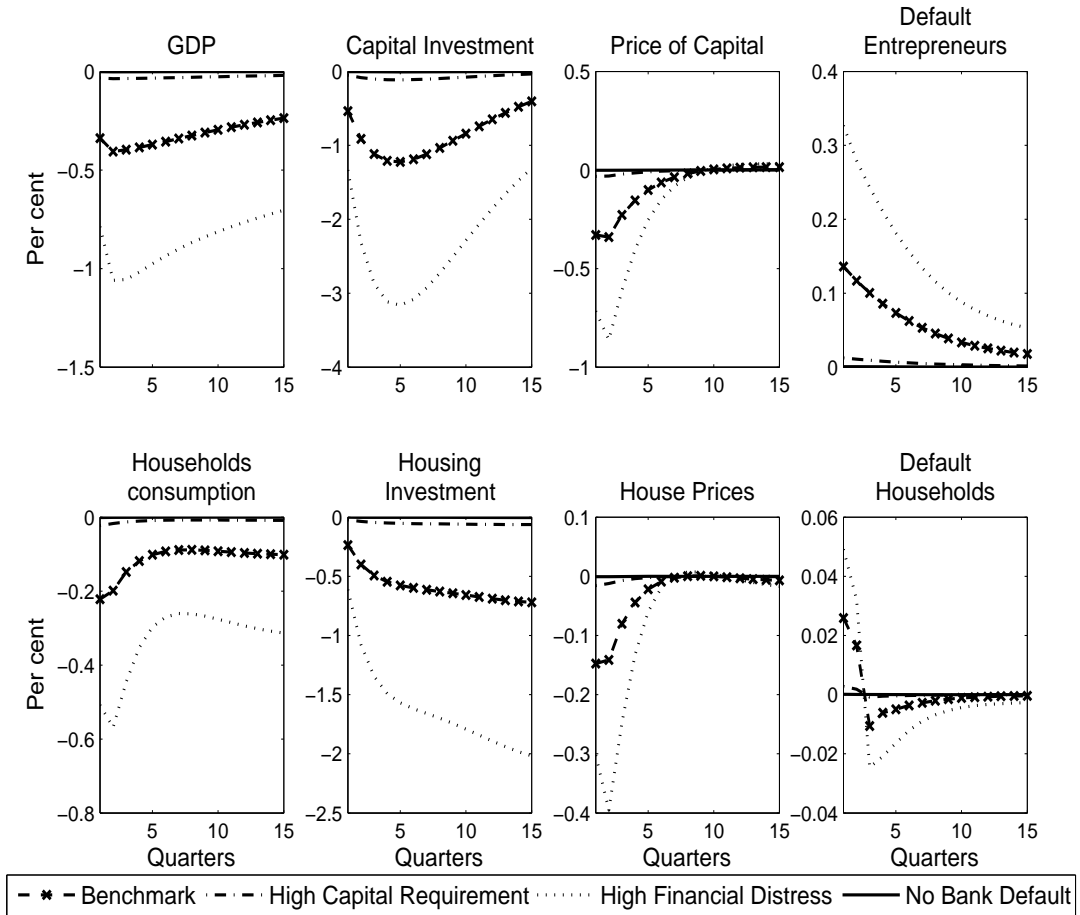 GDP
Capital Investment
Price of Capital
Default
Entrepreneurs
Per cent
0
−0.5
−1
−1.5
5
10
15
0
−1
−2
−3
−4
5
10
15
0.5
0
−0.5
−1
5
10
15
0.4
0.3
0.2
0.1
0
5
10
15
Households
consumption
Housing
Investment
House Prices
Default
Households
Per cent
0
−0.2
−0.4
−0.6
−0.8
5
10
15
Quarters
0
−0.5
−1
−1.5
−2
−2.5
5
10
15
Quarters
0.1
0
−0.1
−0.2
−0.3
−0.4
5
10
15
Quarters
0.06
0.04
0.02
0
−0.02
−0.04
5
10
15
Quarters
Benchmark
High Capital Requirement
High Financial Distress
No Bank Default